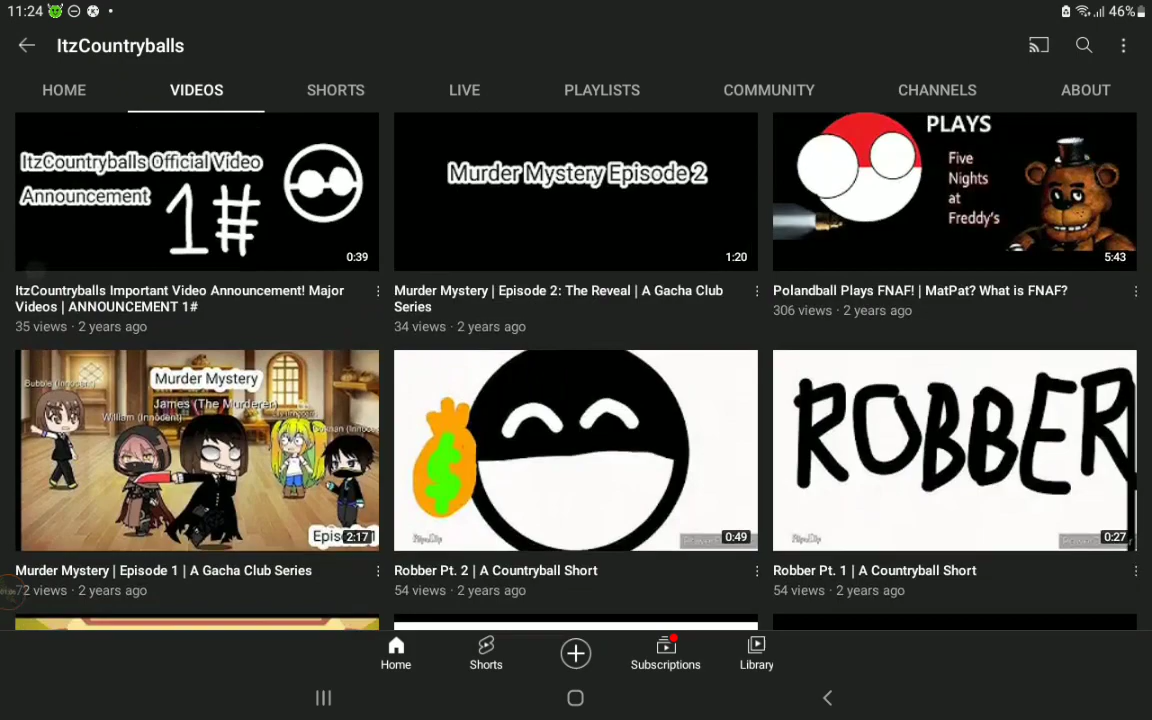 11:24
46%
ItzCountryballs
HOME VIDEOS SHORTS LIVE PLAYLISTS COMMUNITY CHANNELS ABOUT
ItzCountryballs Official Video
Announcement 1#
0:39
Murder Mystery Episode 2
1:20
PLAYS
Five
Nights
at
Freddy's
5:43
ItzCountryballs Important Video Announcement! Major
Videos | ANNOUNCEMENT 1#
35 views · 2 years ago
Murder Mystery | Episode 2: The Reveal | A Gacha Club
Series
34 views · 2 years ago
Polandball Plays FNAF! | MatPat? What is FNAF?
306 views · 2 years ago
Murder Mystery
Bubble (Innocent)
James (The Murderer)
William (Innocent)
2:17
FlipaClip
0:49
ROBBER
FlipaClip
0:27
Murder Mystery | Episode 1 | A Gacha Club Series
72 views · 2 years ago
Robber Pt. 2 | A Countryball Short
54 views · 2 years ago
Robber Pt. 1 | A Countryball Short
54 views · 2 years ago
Home Shorts Subscriptions Library